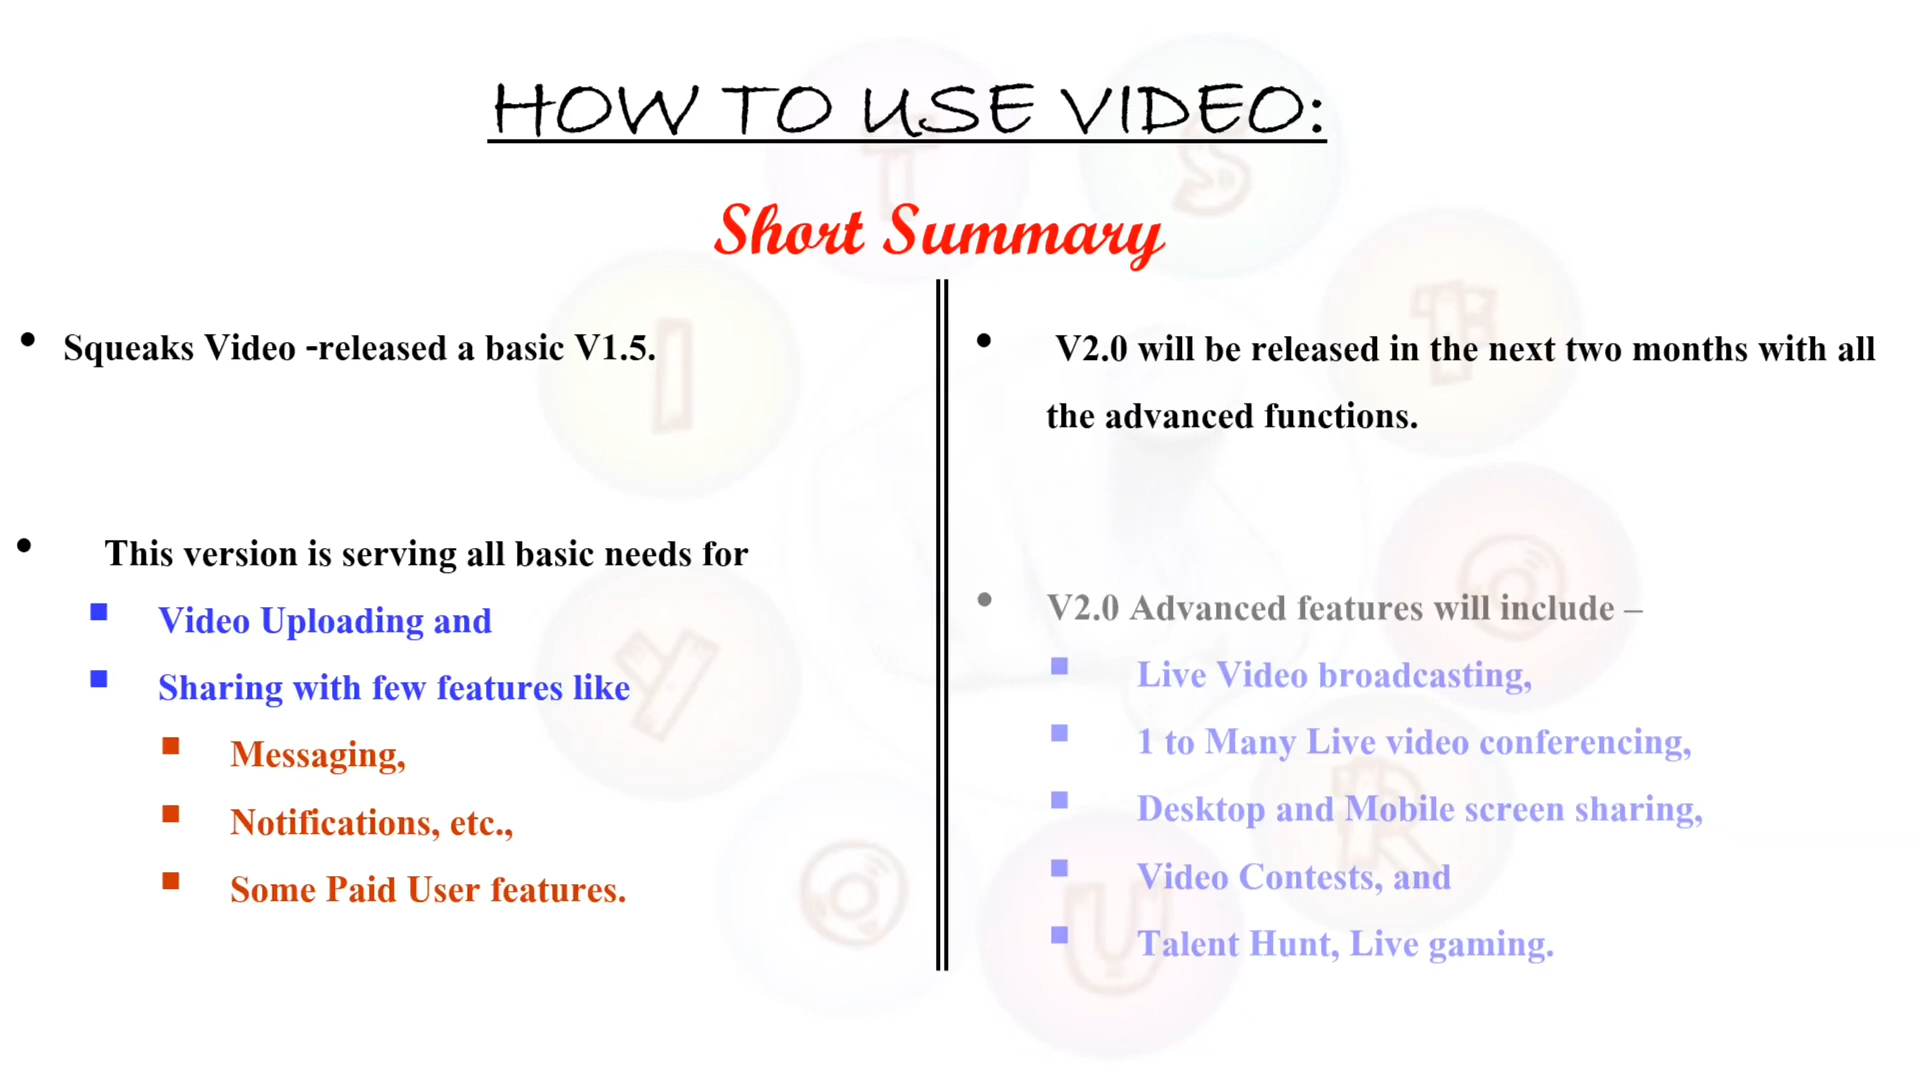 HOW TO USE VIDEO:
Short Summary
Squeaks Video -released a basic V1.5.
This version is serving all basic needs for
Video Uploading and
Sharing with few features like
Messaging,
Notifications, etc.,
Some Paid User features.
V2.0 will be released in the next two months with all
the advanced functions.
V2.0 Advanced features will include –
Live Video broadcasting,
1 to Many Live video conferencing,
Desktop and Mobile screen sharing,
Video Contests, and
Talent Hunt, Live gaming.